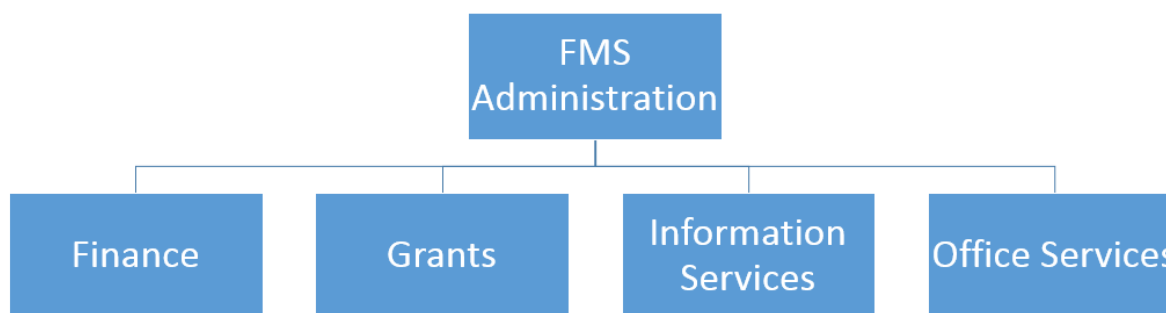 FMS
Administration
Finance
Grants
Information
Services
Office Services